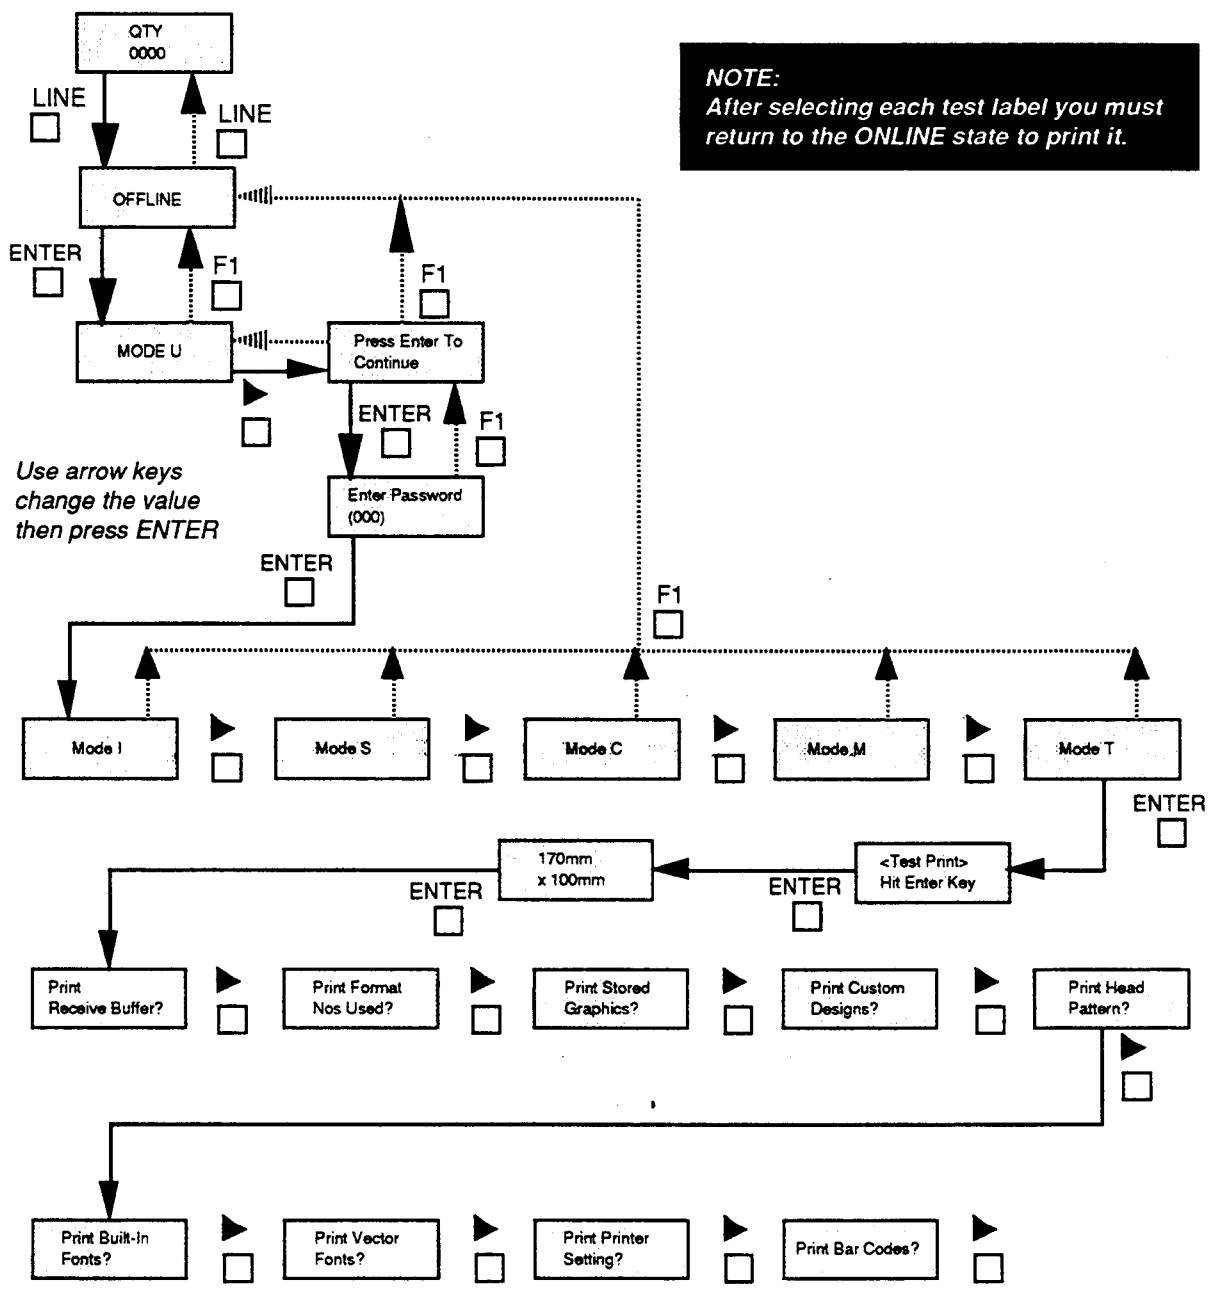 QTY
0000
NOTE:
After selecting each test label you must
return to the ONLINE state to print it.
LINE
LINE
OFFLINE
ENTER
F1
F1
MODE U
Press Enter To
Continue
ENTER
F1
Use arrow keys
change the value
then press ENTER
Enter Password
(000)
ENTER
F1
Mode I
Mode S
Mode C
Mode M
Mode T
ENTER
170mm
x 100mm
<Test Print>
Hit Enter Key
ENTER
ENTER
Print
Receive Buffer?
Print Format
Nos Used?
Print Stored
Graphics?
Print Custom
Designs?
Print Head
Pattern?
Print Built-In
Fonts?
Print Vector
Fonts?
Print Printer
Setting?
Print Bar Codes?